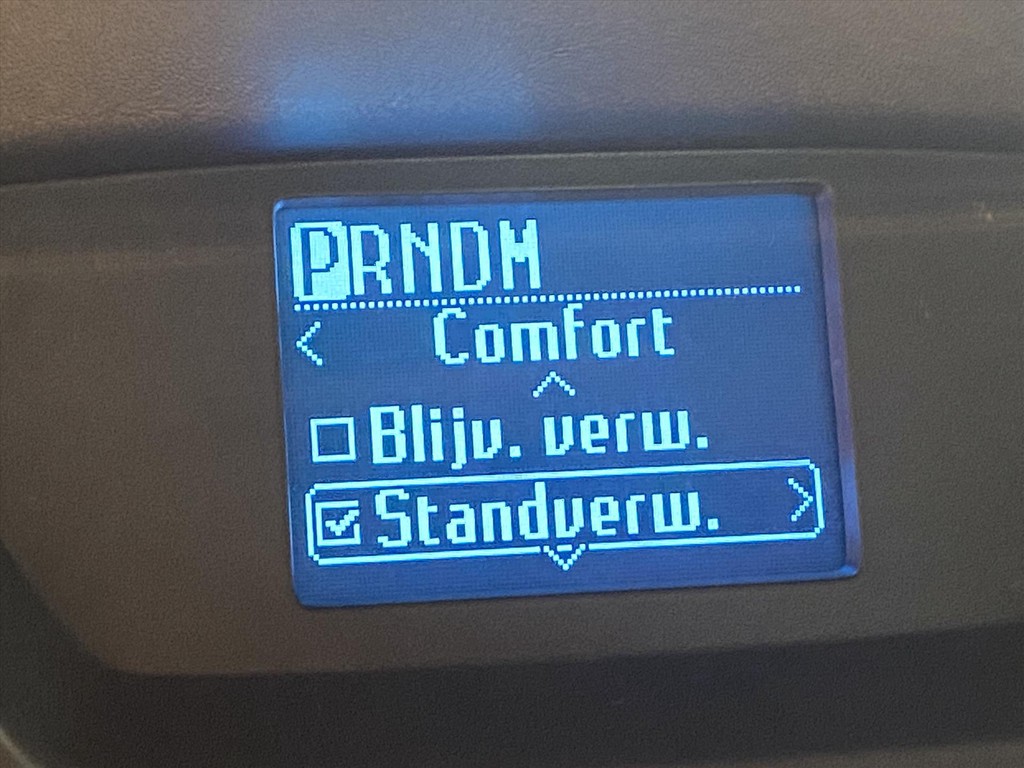 PRNDM
Comfort
Blijv. verw.
Standverw.